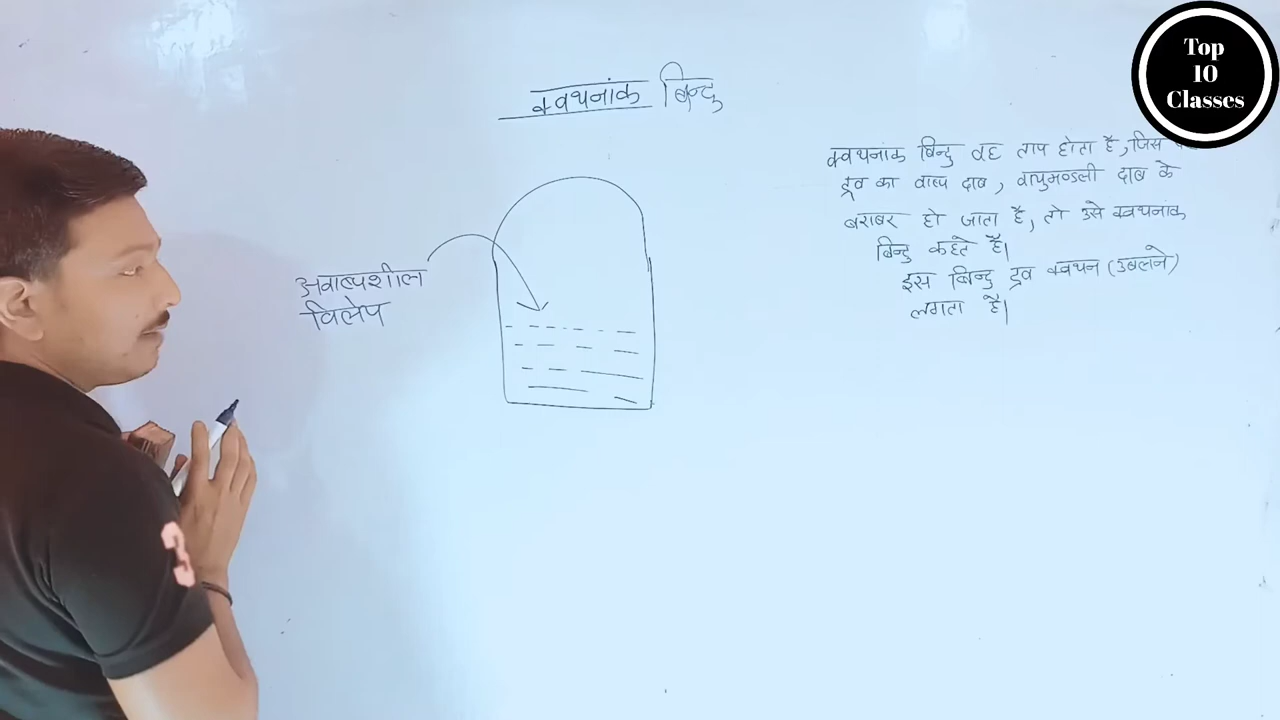 क्वथनांक बिन्दु
क्वथनांक बिन्दु वह ताप होता है, जिस
द्रव का वाष्प दाब, वायुमण्डली दाब के
बराबर हो जाता है, तो उसे क्वथनांक
बिन्दु कहते हैं।
इस बिन्दु द्रव क्वथन (उबलने)
लगता है।
अवाष्पशील
विलेय
Top
10
Classes
3